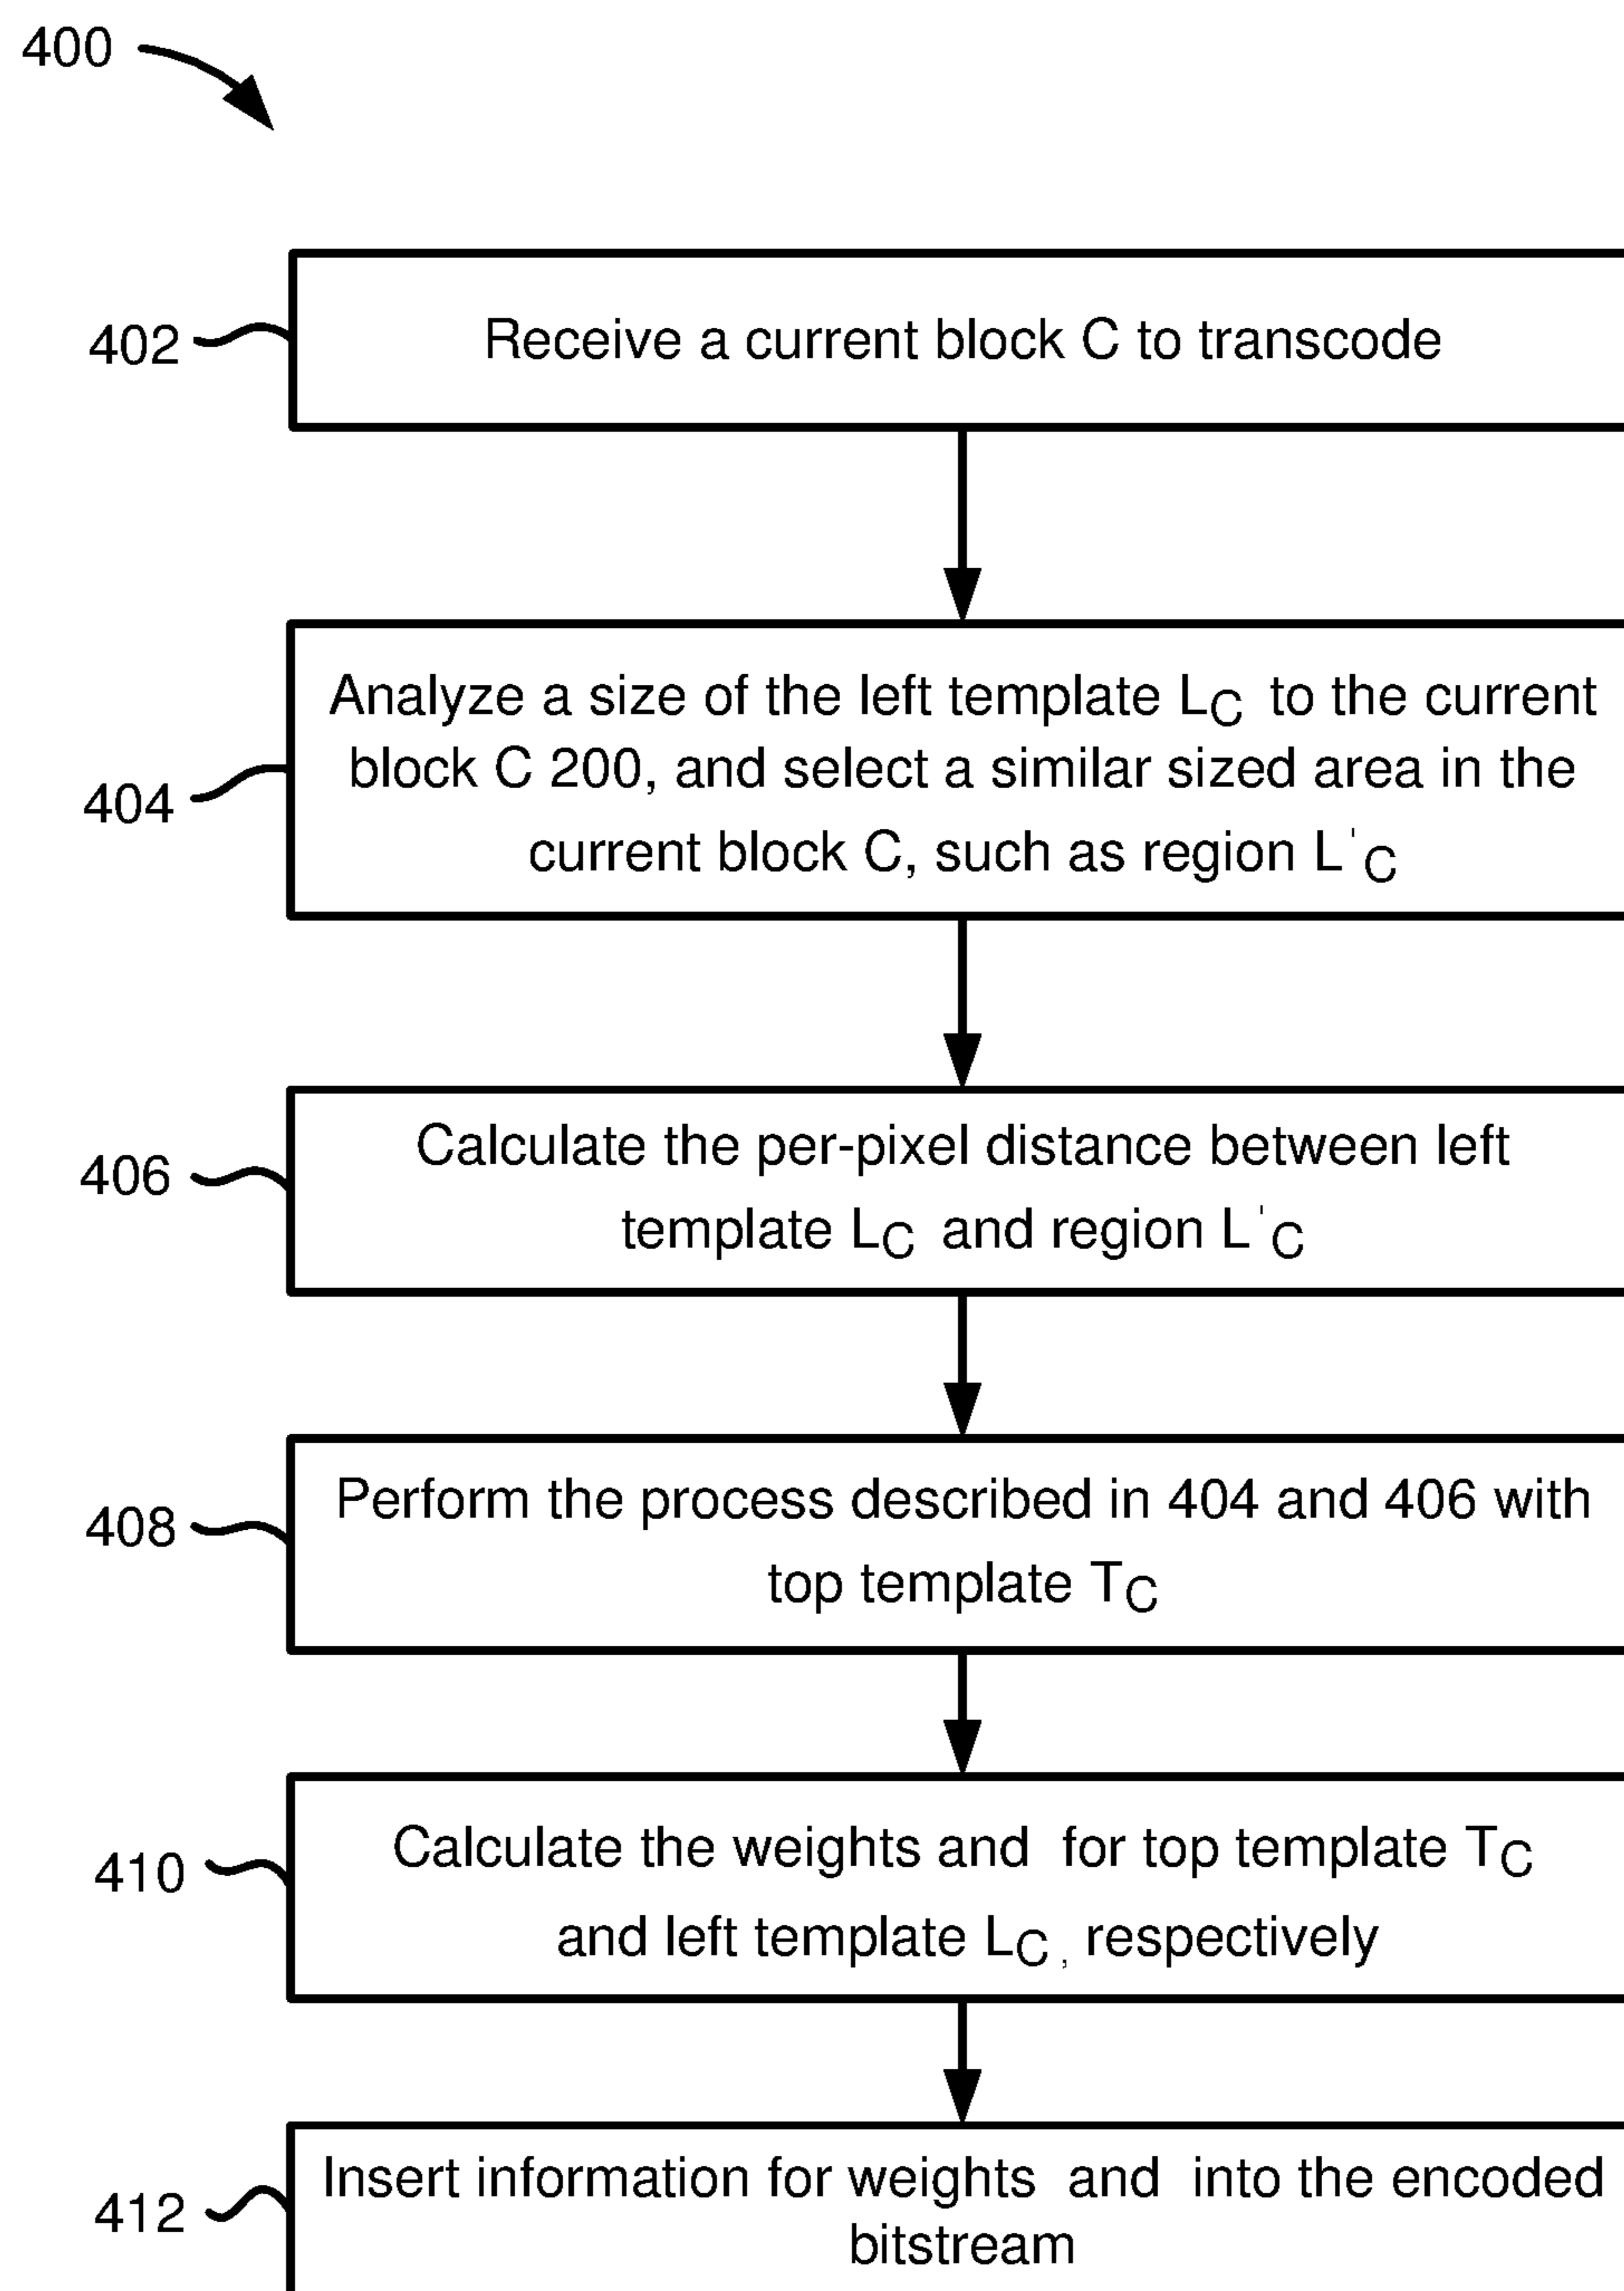 400
402
Receive a current block C to transcode
404
Analyze a size of the left template LC to the current
block C 200, and select a similar sized area in the
current block C, such as region L'C
406
Calculate the per-pixel distance between left
template LC and region L'C
408
Perform the process described in 404 and 406 with
top template TC
410
Calculate the weights and for top template TC
and left template LC, respectively
412
Insert information for weights and into the encoded
bitstream